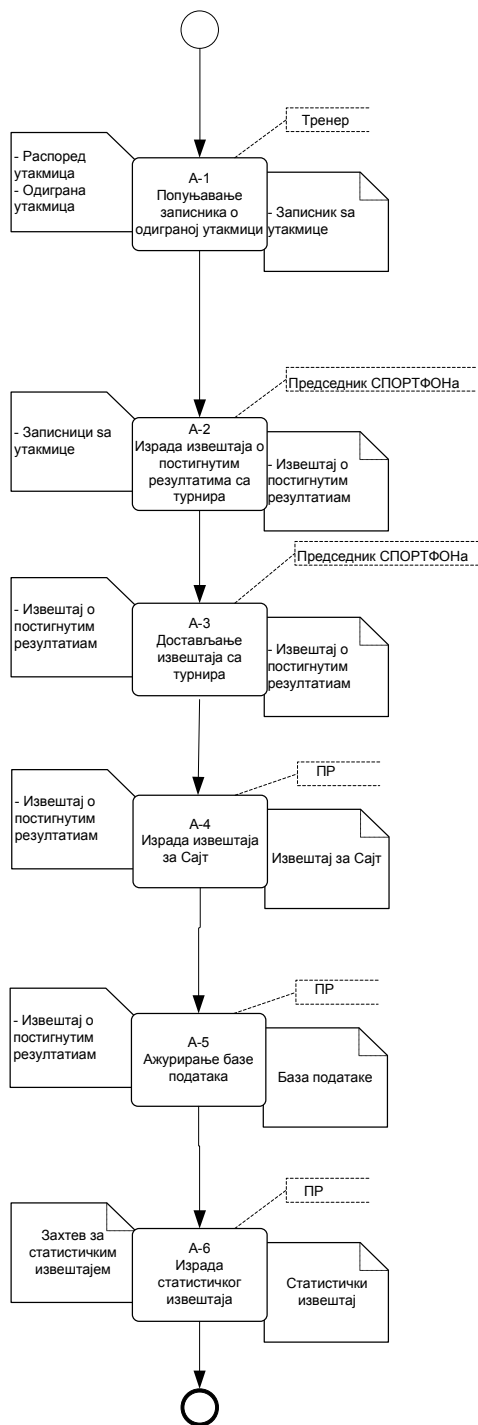 Тренер
- Распоред
утакмица
- Одиграна
утакмица
А-1
Попуњавање
записника о
одиграној утакмици
- Записник sa
утакмице
Председник СПОРТФОНа
- Записници sa
утакмице
А-2
Израда извештаја о
постигнутим
резултатима са
турнира
- Извештај о
постигнутим
резултатиам
Председник СПОРТФОНа
- Извештај о
постигнутим
резултатиам
А-3
Достављање
извештаја са
турнира
- Извештај о
постигнутим
резултатиам
ПР
- Извештај о
постигнутим
резултатиам
А-4
Израда извештаја
за Сајт
Извештај за Сајт
ПР
- Извештај о
постигнутим
резултатиам
А-5
Ажурирање базе
података
База податаке
ПР
Захтев за
статистичким
извештајем
А-6
Израда
статистичког
извештаја
Статистички
извештај